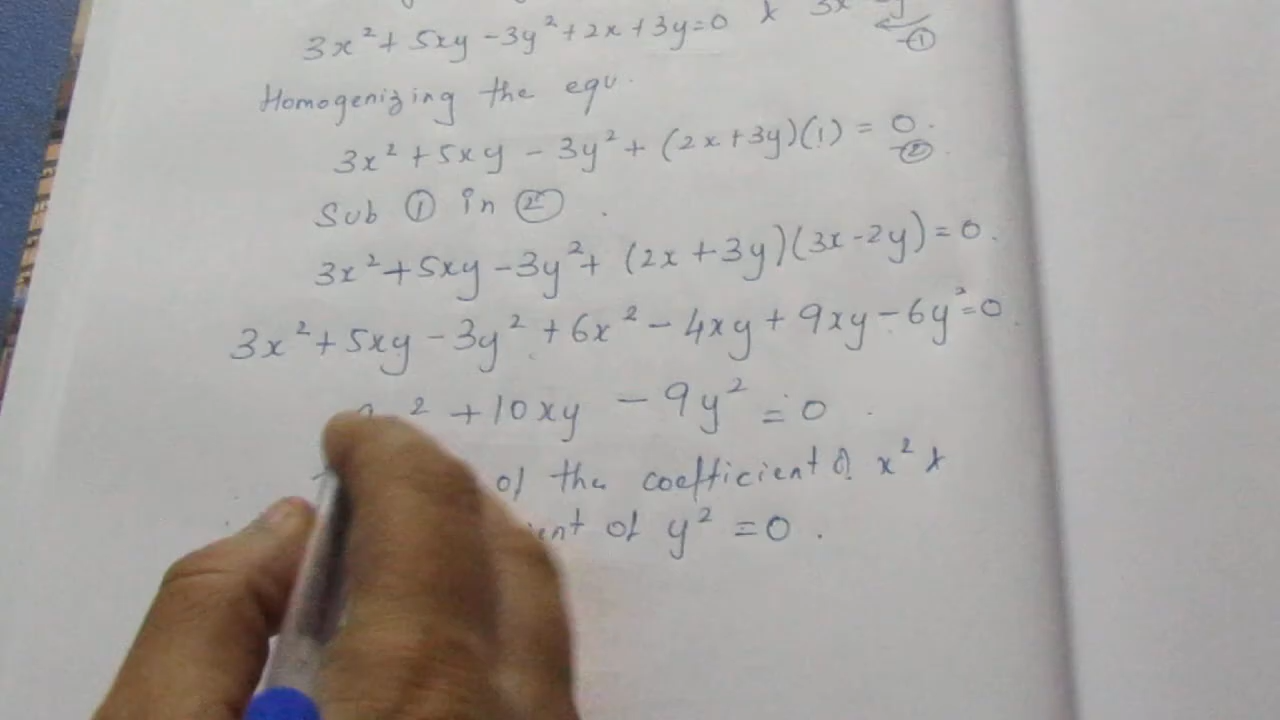 3x² + 5xy - 3y² + 2x + 3y = 0 & 3x
①
Homogenizing the equ.
3x² + 5xy - 3y² + (2x + 3y)(1) = 0.
②
Sub ① in ② .
3x² + 5xy - 3y² + (2x + 3y)(3x - 2y) = 0.
3x² + 5xy - 3y² + 6x² - 4xy + 9xy - 6y² = 0.
² + 10xy - 9y² = 0 .
of the coefficient of x² &
of y² = 0 .